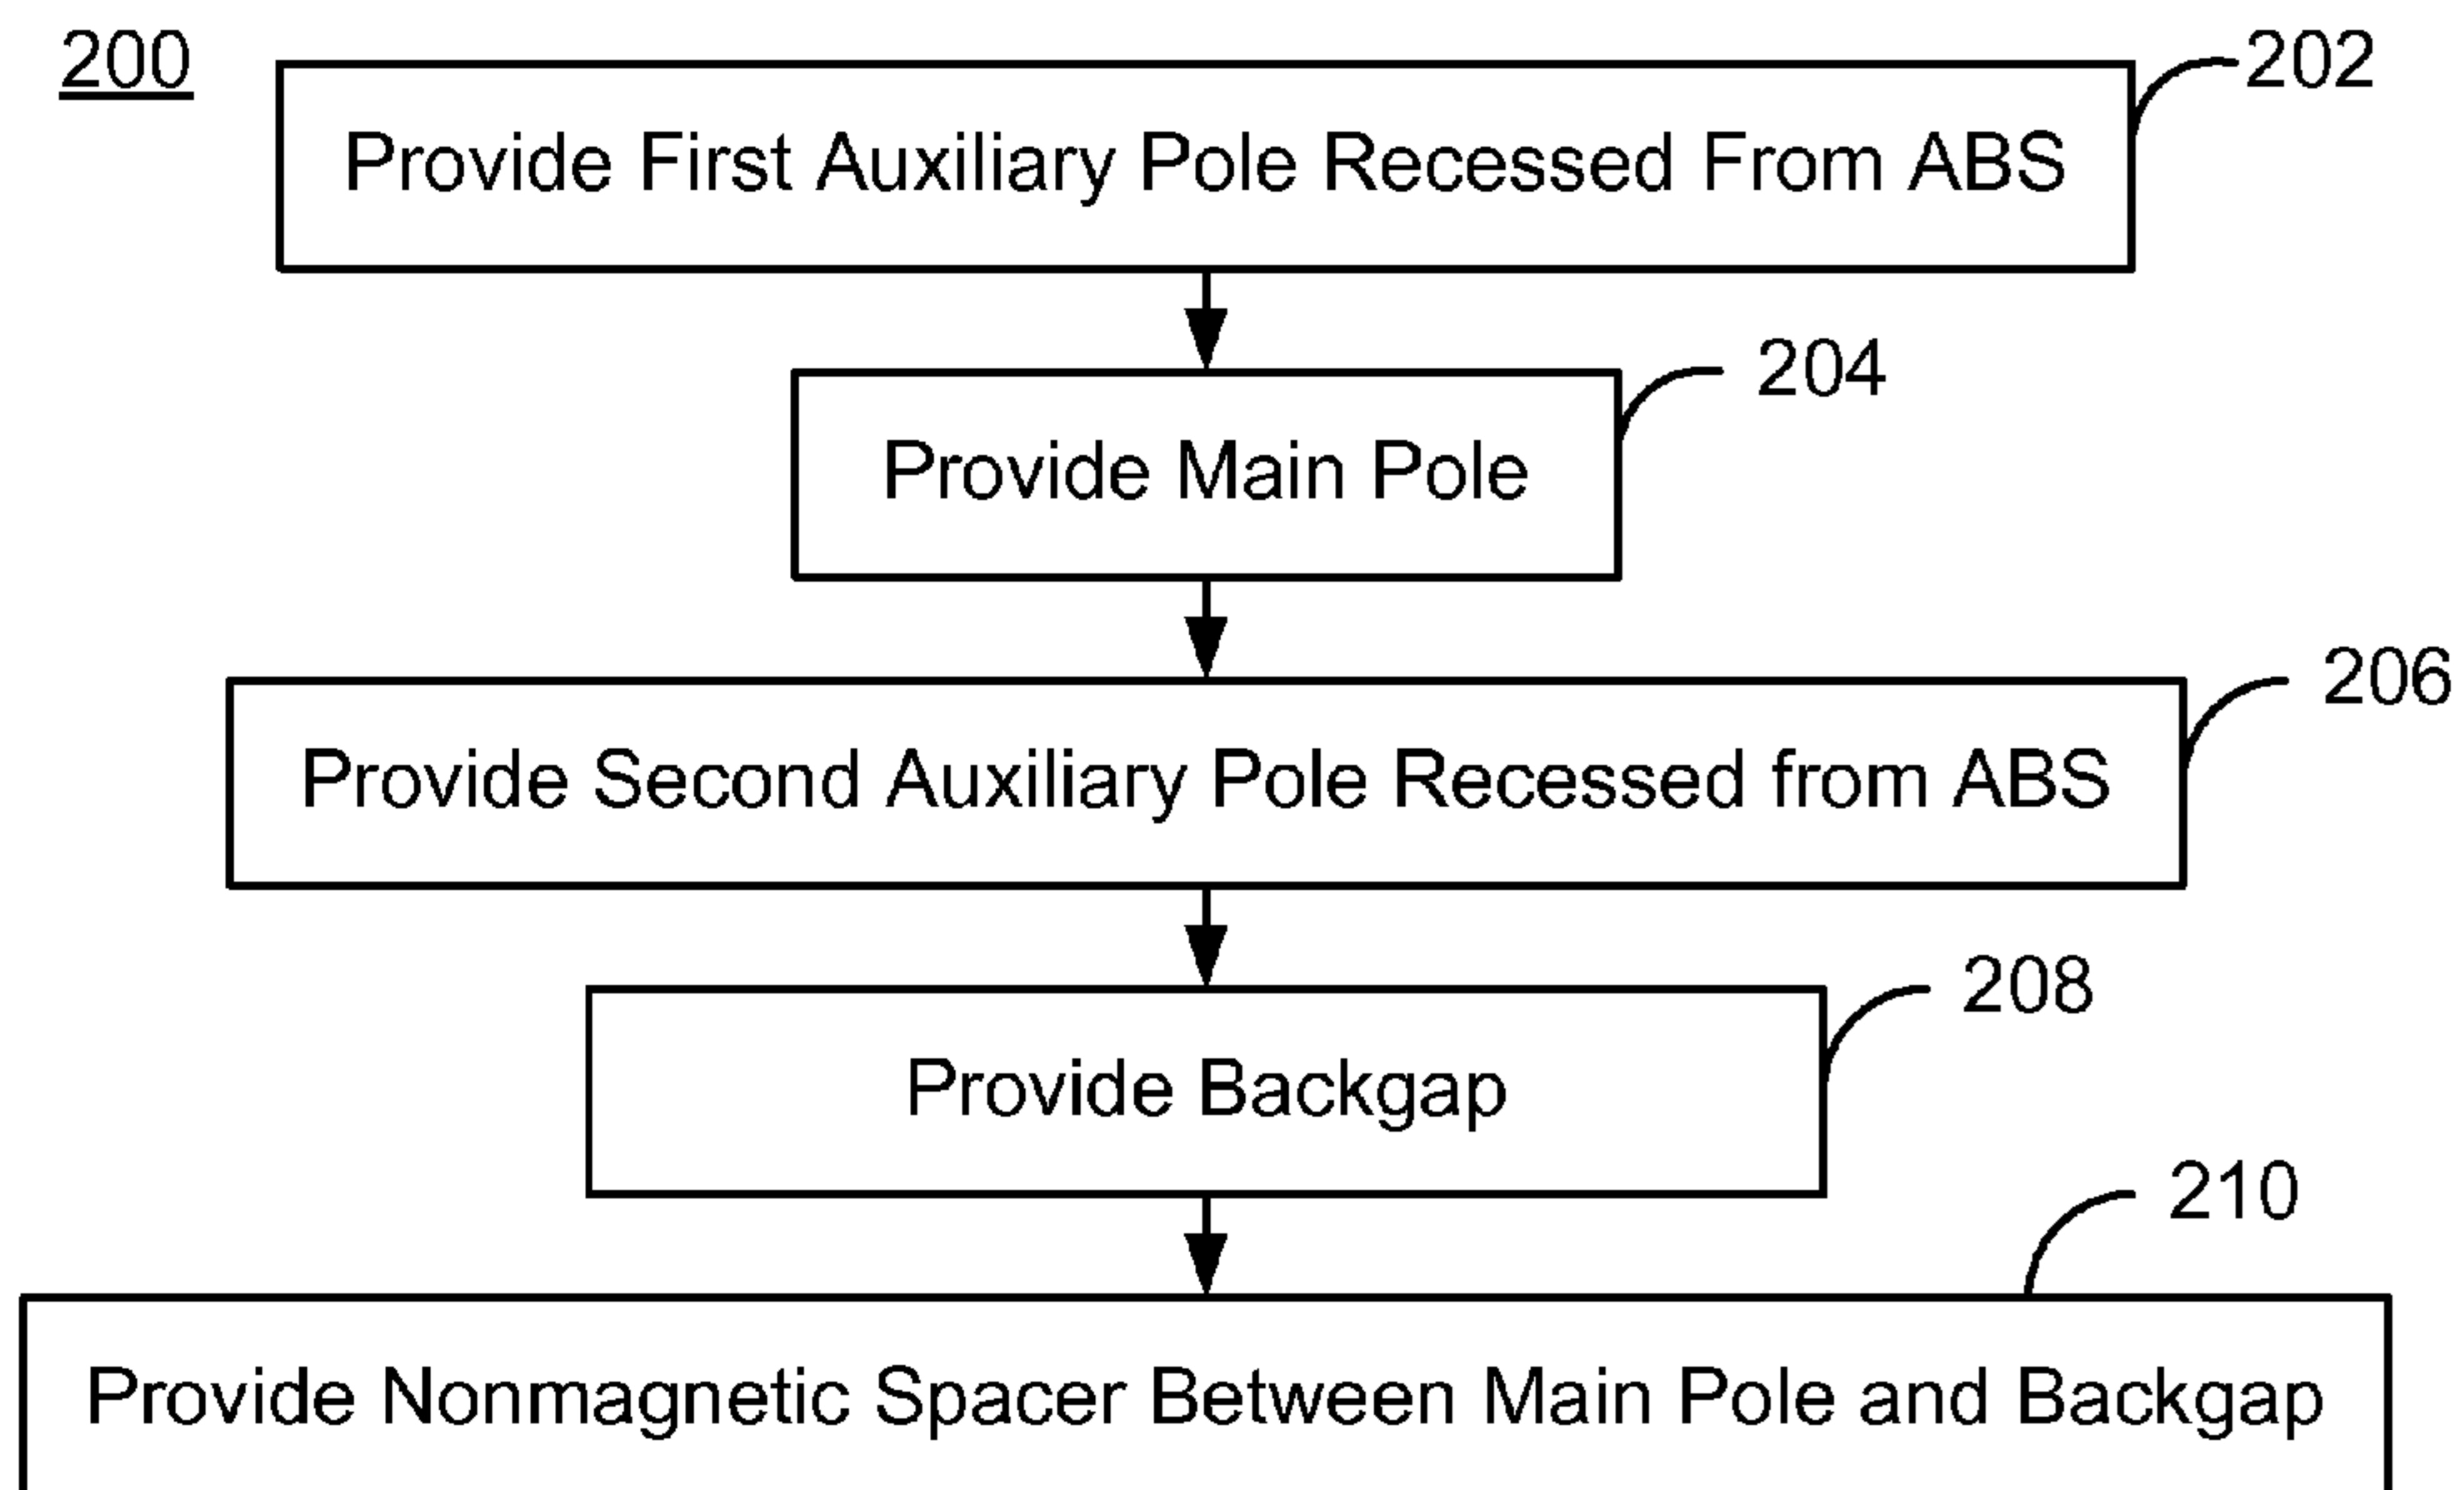 200
202
Provide First Auxiliary Pole Recessed From ABS
204
Provide Main Pole
206
Provide Second Auxiliary Pole Recessed from ABS
208
Provide Backgap
210
Provide Nonmagnetic Spacer Between Main Pole and Backgap